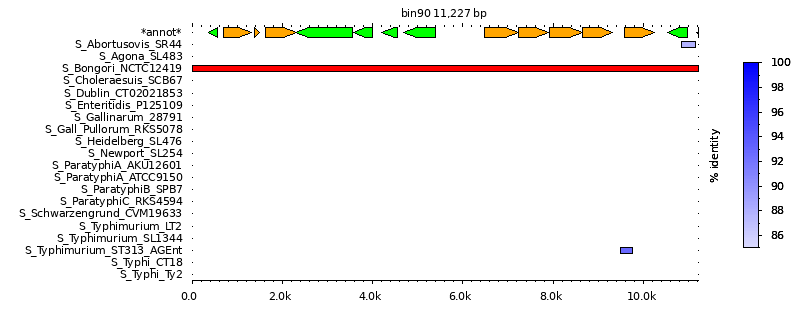 bin90 11,227 bp
*annot*
S_Abortusovis_SR44
S_Agona_SL483
S_Bongori_NCTC12419
S_Choleraesuis_SCB67
S_Dublin_CT02021853
S_Enteritidis_P125109
S_Gallinarum_28791
S_Gall_Pullorum_RKS5078
S_Heidelberg_SL476
S_Newport_SL254
S_ParatyphiA_AKU12601
S_ParatyphiA_ATCC9150
S_ParatyphiB_SPB7
S_ParatyphiC_RKS4594
S_Schwarzengrund_CVM19633
S_Typhimurium_LT2
S_Typhimurium_SL1344
S_Typhimurium_ST313_AGEnt
S_Typhi_CT18
S_Typhi_Ty2
0.0 2.0k 4.0k 6.0k 8.0k 10.0k
% identity
100
98
96
94
92
90
88
86